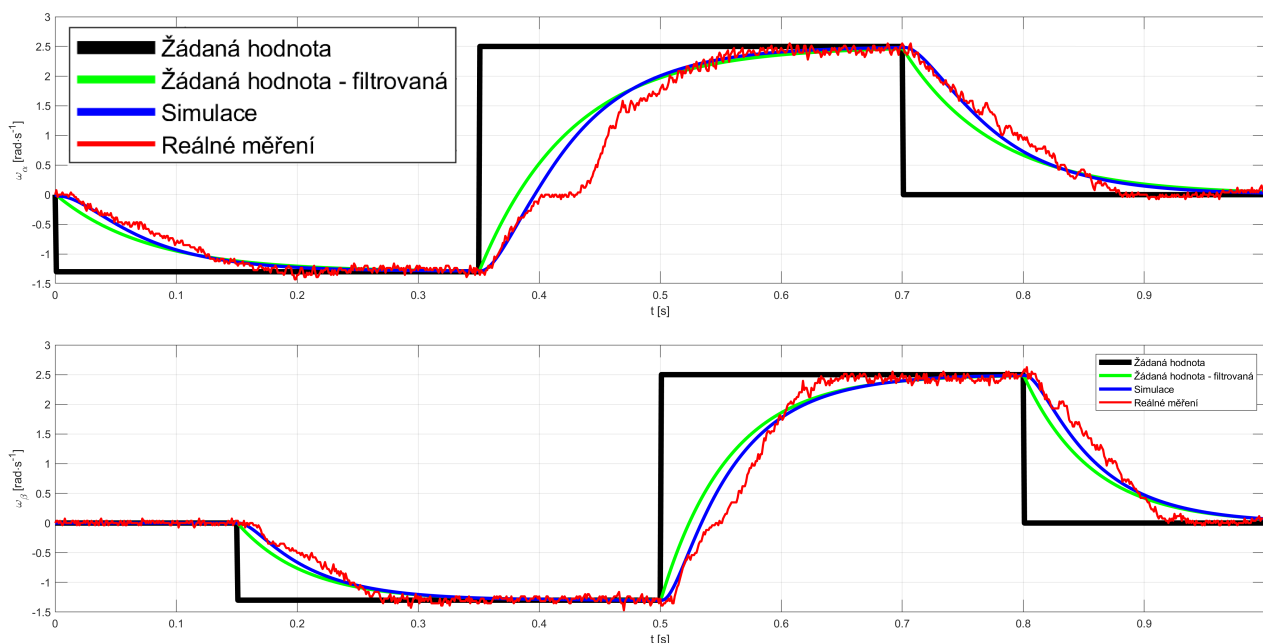 3
2.5
2
1.5
1
0.5
0
-0.5
-1
-1.5
ω_α [rad·s⁻¹]
Žádaná hodnota
Žádaná hodnota - filtrovaná
Simulace
Reálné měření
0 0.1 0.2 0.3 0.4 0.5 0.6 0.7 0.8 0.9
t [s]
3
2.5
2
1.5
1
0.5
0
-0.5
-1
-1.5
ω_β [rad·s⁻¹]
Žádaná hodnota
Žádaná hodnota - filtrovaná
Simulace
Reálné měření
0 0.1 0.2 0.3 0.4 0.5 0.6 0.7 0.8 0.9
t [s]